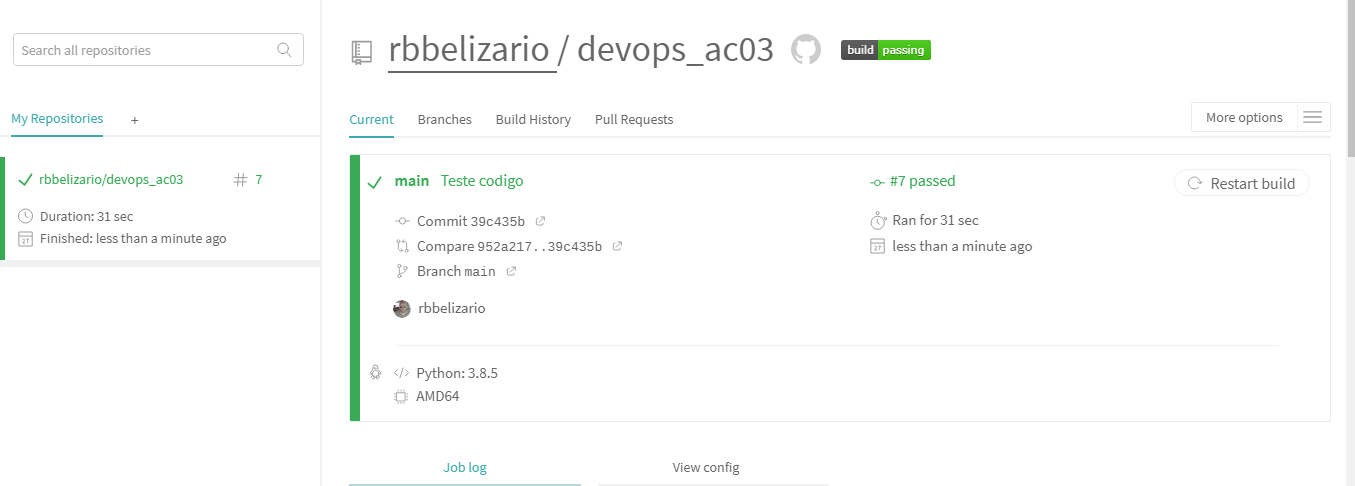 Search all repositories
My Repositories +
rbbelizario/devops_ac03 # 7
Duration: 31 sec
27 Finished: less than a minute ago
rbbelizario / devops_ac03 build passing
Current Branches Build History Pull Requests More options
main Teste codigo #7 passed Restart build
Commit 39c435b Ran for 31 sec
Compare 952a217..39c435b 27 less than a minute ago
Branch main
rbbelizario
</> Python: 3.8.5
AMD64
Job log View config